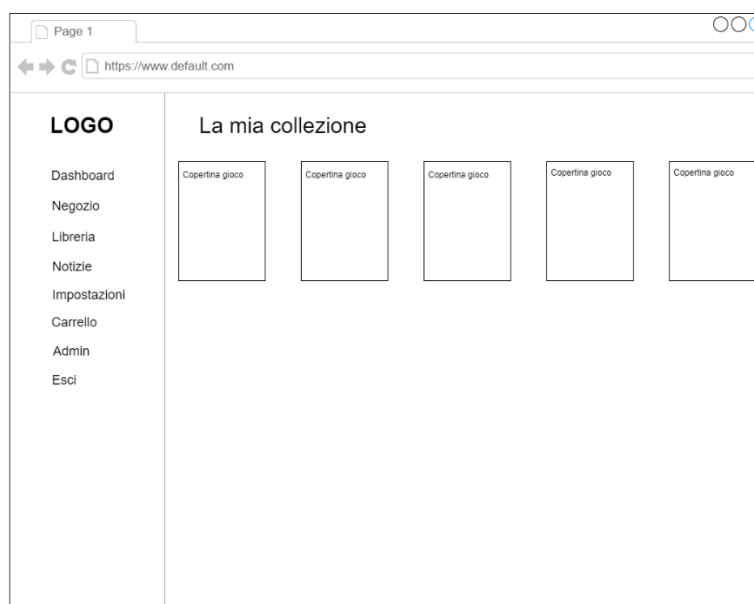 Page 1
https://www.default.com
LOGO
La mia collezione
Dashboard
Negozio
Libreria
Notizie
Impostazioni
Carrello
Admin
Esci
Copertina gioco
Copertina gioco
Copertina gioco
Copertina gioco
Copertina gioco